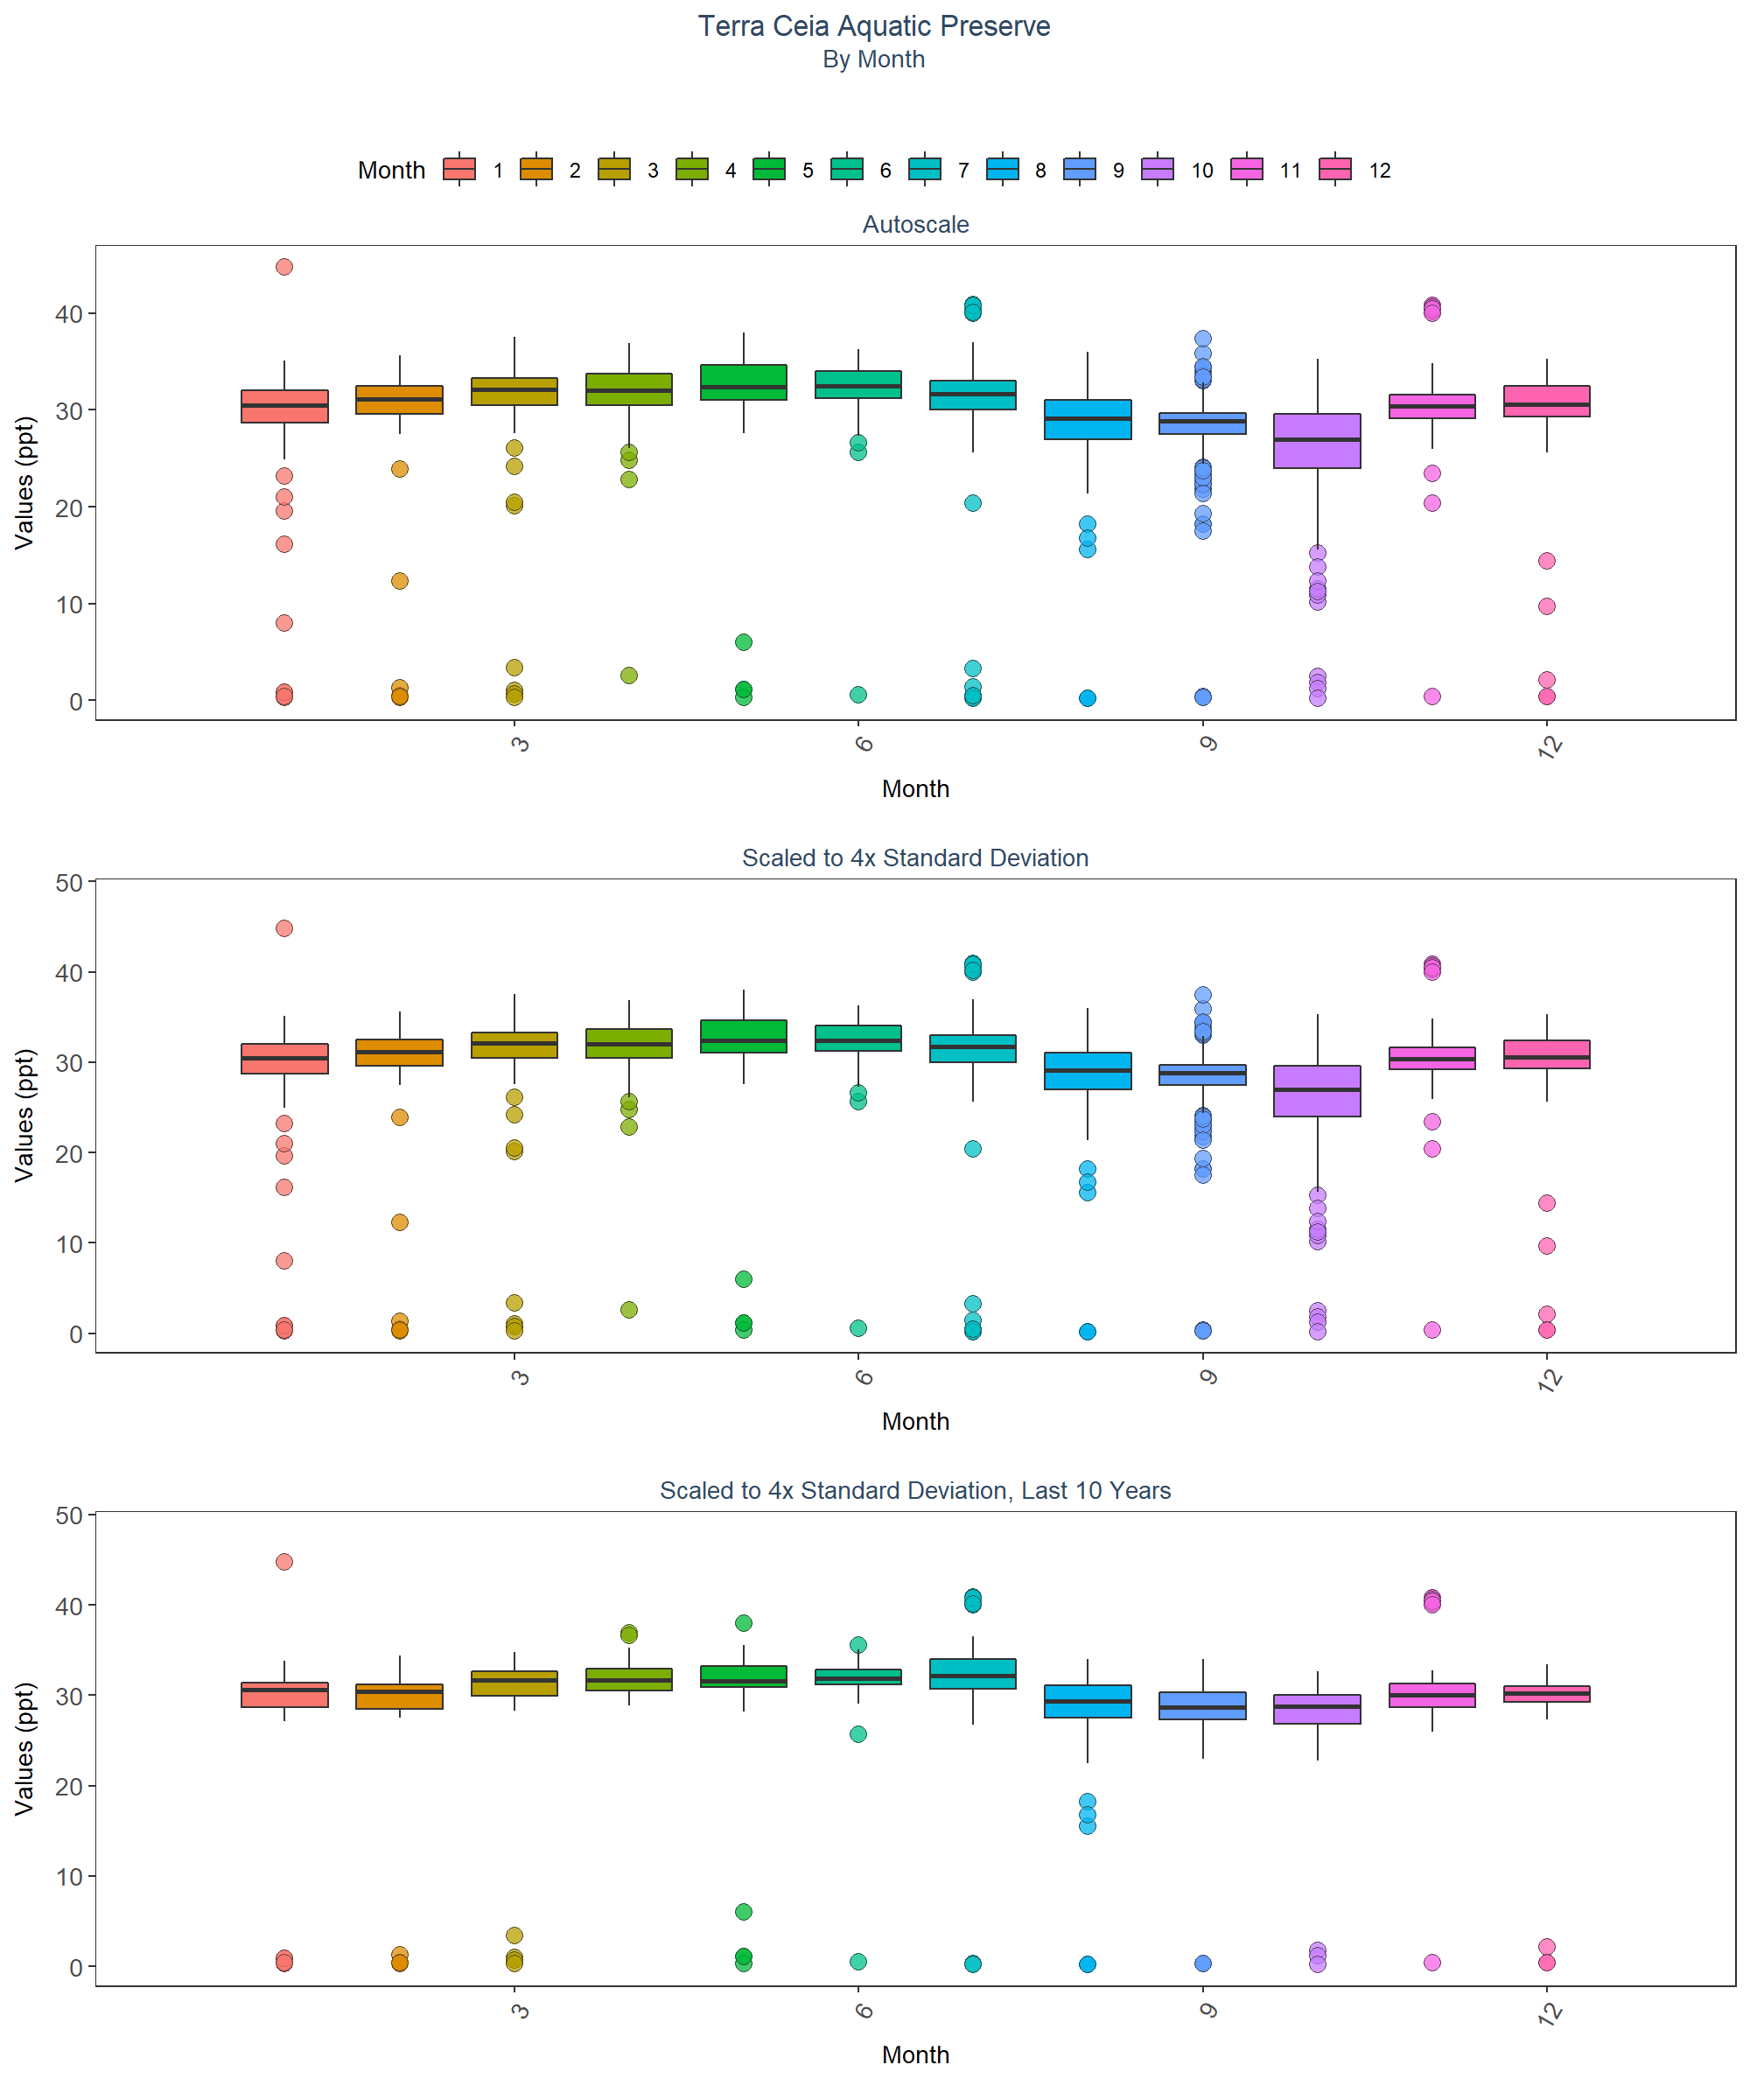 Terra Ceia Aquatic Preserve
By Month
Month 1 2 3 4 5 6 7 8 9 10 11 12
Autoscale
Values (ppt)
40
30
20
10
0
3 6 9 12
Month
Scaled to 4x Standard Deviation
Values (ppt)
50
40
30
20
10
0
3 6 9 12
Month
Scaled to 4x Standard Deviation, Last 10 Years
Values (ppt)
50
40
30
20
10
0
3 6 9 12
Month